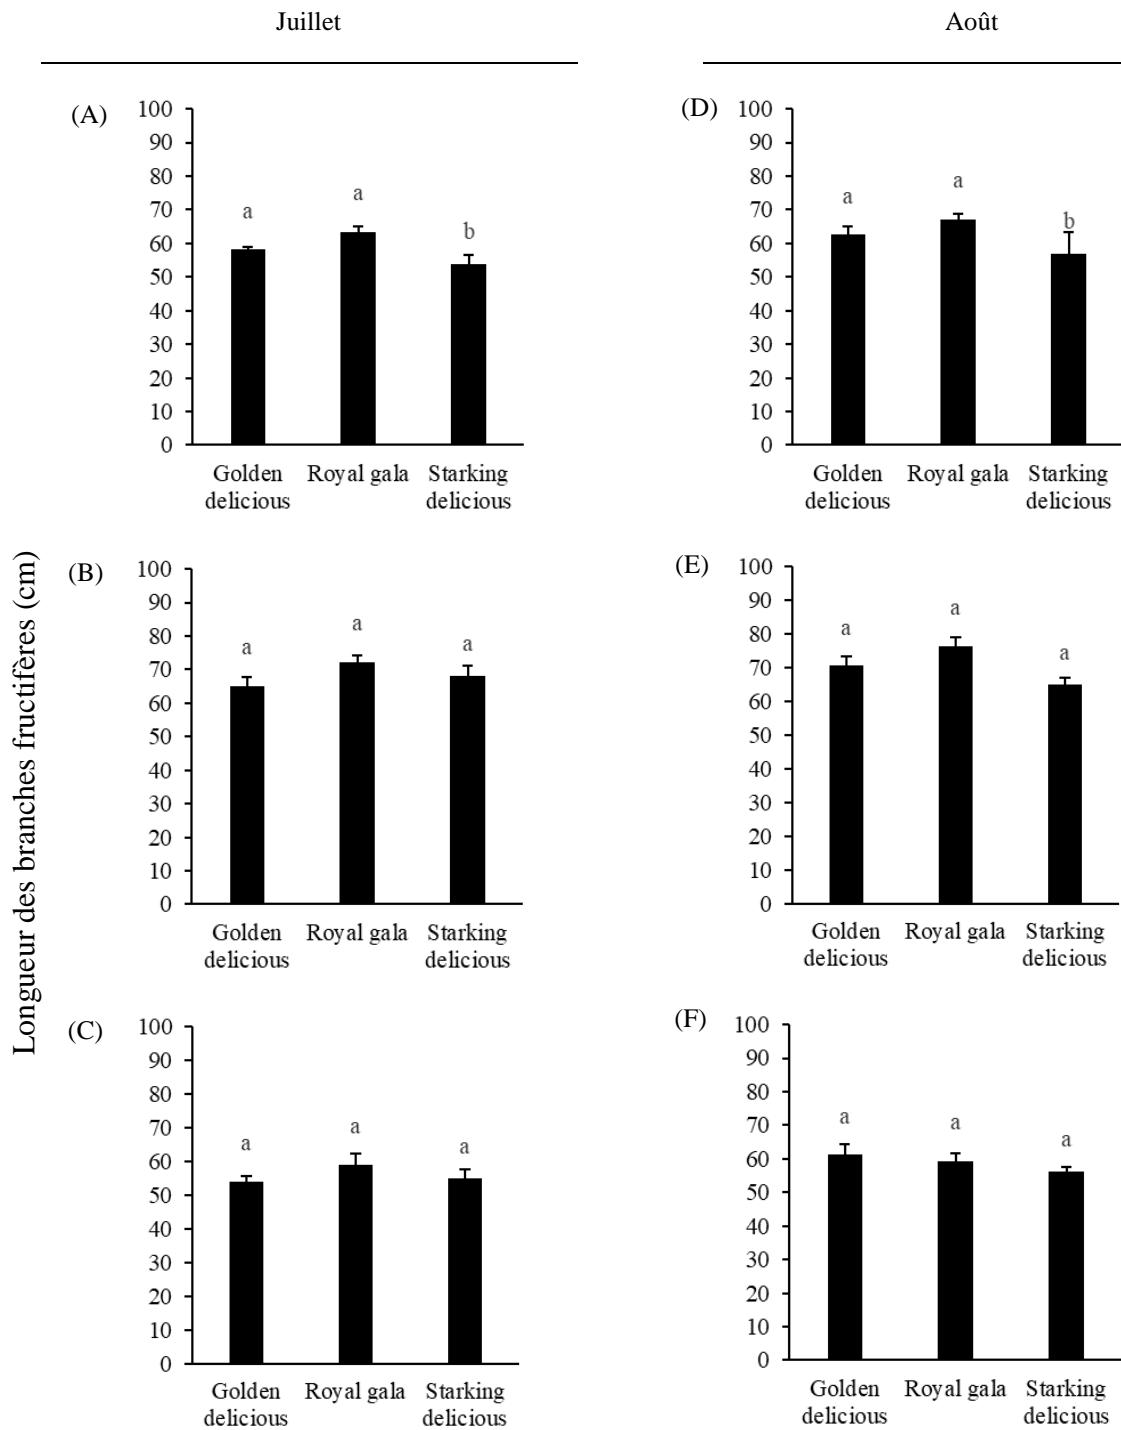 Juillet
Août
(A)
100
90
80
70
60
50
40
30
20
10
0
a
a
b
Golden
delicious
Royal gala
Starking
delicious
(D)
100
90
80
70
60
50
40
30
20
10
0
a
a
b
Golden
delicious
Royal gala
Starking
delicious
Longueur des branches fructifères (cm)
(B)
100
90
80
70
60
50
40
30
20
10
0
a
a
a
Golden
delicious
Royal gala
Starking
delicious
(E)
100
90
80
70
60
50
40
30
20
10
0
a
a
a
Golden
delicious
Royal gala
Starking
delicious
(C)
100
90
80
70
60
50
40
30
20
10
0
a
a
a
Golden
delicious
Royal gala
Starking
delicious
(F)
100
90
80
70
60
50
40
30
20
10
0
a
a
a
Golden
delicious
Royal gala
Starking
delicious